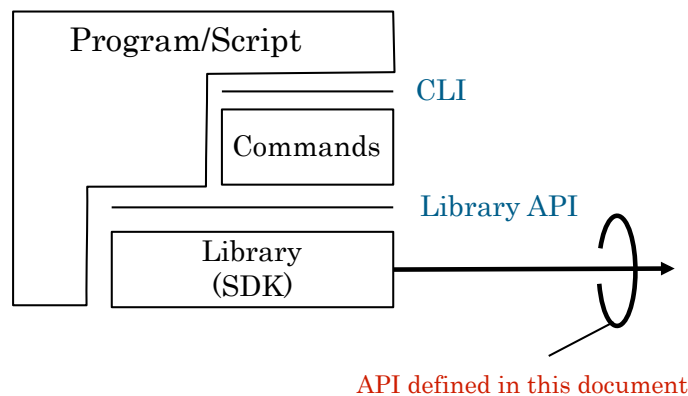 Program/Script
CLI
Commands
Library API
Library
(SDK)
API defined in this document